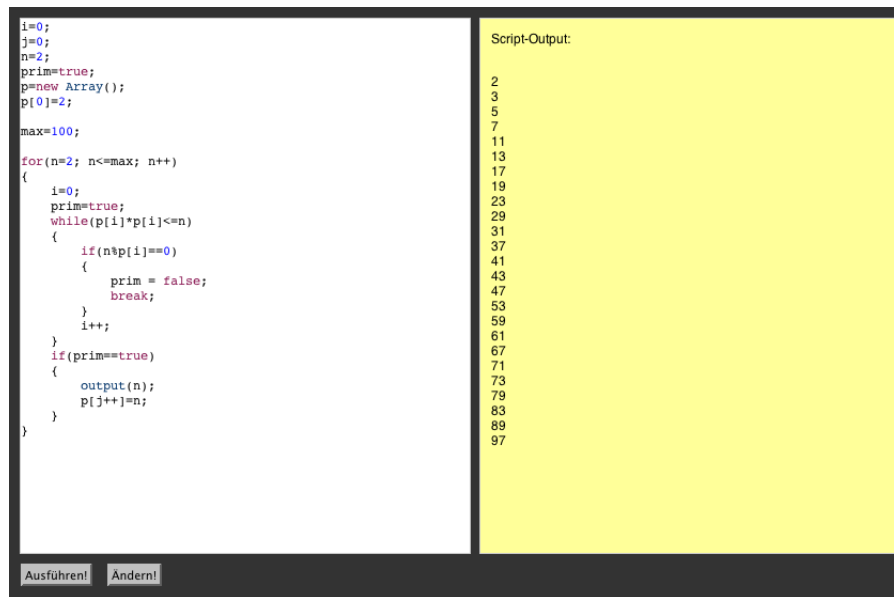 i=0;
j=0;
n=2;
prim=true;
p=new Array();
p[0]=2;
max=100;
for(n=2; n<=max; n++)
{
i=0;
prim=true;
while(p[i]*p[i]<=n)
{
if(n%p[i]==0)
{
prim = false;
break;
}
i++;
}
if(prim==true)
{
output(n);
p[j++]=n;
}
}
Script-Output:
2
3
5
7
11
13
17
19
23
29
31
37
41
43
47
53
59
61
67
71
73
79
83
89
97
Ausführen! Ändern!